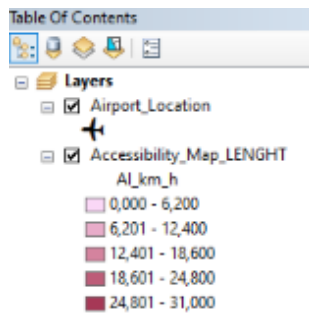 Table Of Contents
Layers
Airport_Location
Accessibility_Map_LENGHT
AI_km_h
0,000 - 6,200
6,201 - 12,400
12,401 - 18,600
18,601 - 24,800
24,801 - 31,000